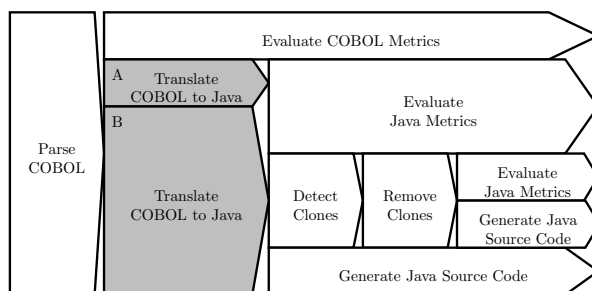 Evaluate COBOL Metrics
A
Translate
COBOL to Java
Evaluate
Java Metrics
B
Parse
COBOL
Translate
COBOL to Java
Detect
Clones
Remove
Clones
Evaluate
Java Metrics
Generate Java
Source Code
Generate Java Source Code